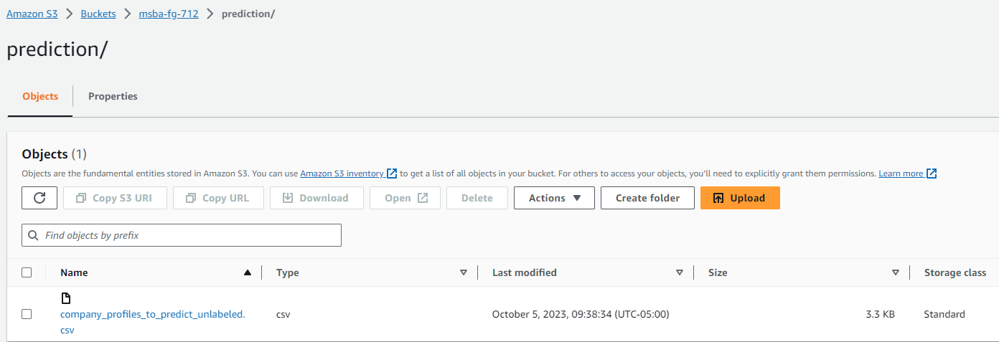 Amazon S3 > Buckets > msba-fg-712 > prediction/
prediction/
Objects Properties
Objects (1)
Objects are the fundamental entities stored in Amazon S3. You can use Amazon S3 inventory to get a list of all objects in your bucket. For others to access your objects, you'll need to explicitly grant them permissions. Learn more
Copy S3 URI Copy URL Download Open Delete Actions Create folder Upload
Find objects by prefix
Name Type Last modified Size Storage class
company_profiles_to_predict_unlabeled. csv October 5, 2023, 09:38:34 (UTC-05:00) 3.3 KB Standard
csv